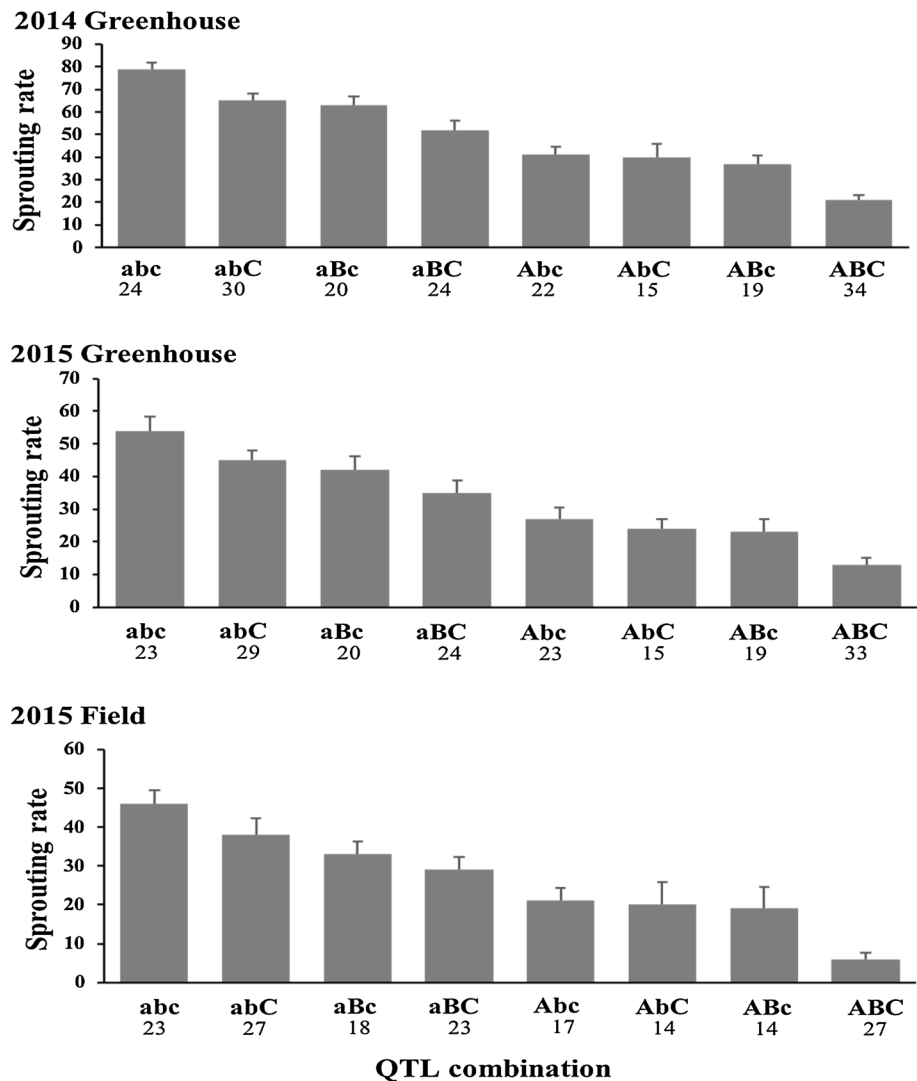 2014 Greenhouse
90
80
70
60
50
40
30
20
10
0
Sprouting rate
abc abC aBc aBC Abc AbC ABc ABC
24 30 20 24 22 15 19 34
2015 Greenhouse
70
60
50
40
30
20
10
0
Sprouting rate
abc abC aBc aBC Abc AbC ABc ABC
23 29 20 24 23 15 19 33
2015 Field
60
50
40
30
20
10
0
Sprouting rate
abc abC aBc aBC Abc AbC ABc ABC
23 27 18 23 17 14 14 27
QTL combination